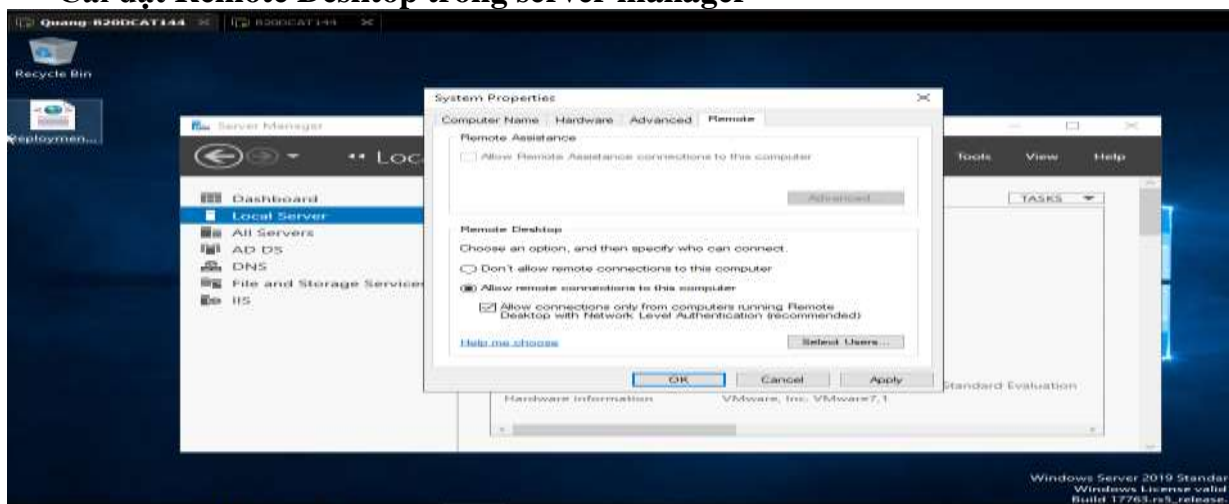 Cài đặt Remote Desktop trong server manager
Quang-B20DCAT144
B20DCAT144
Recycle Bin
System Properties
Computer Name Hardware Advanced Remote
Remote Assistance
Server Manager
eploymen...
Allow Remote Assistance connections to this computer
Loc
Tools View Help
Advanced
Dashboard
TASKS
Local Server
Remote Desktop
All Servers
Choose an option, and then specify who can connect.
AD DS
Don't allow remote connections to this computer
DNS
Allow remote connections to this computer
File and Storage Services
IIS
Allow connections only from computers running Remote
Desktop with Network Level Authentication (recommended)
Help me choose
Select Users...
OK Cancel Apply
Standard Evaluation
Hardware information VMware, Inc. VMware7,1
Windows Server 2019 Standar
Windows License valid
Build 17763.rs5_release